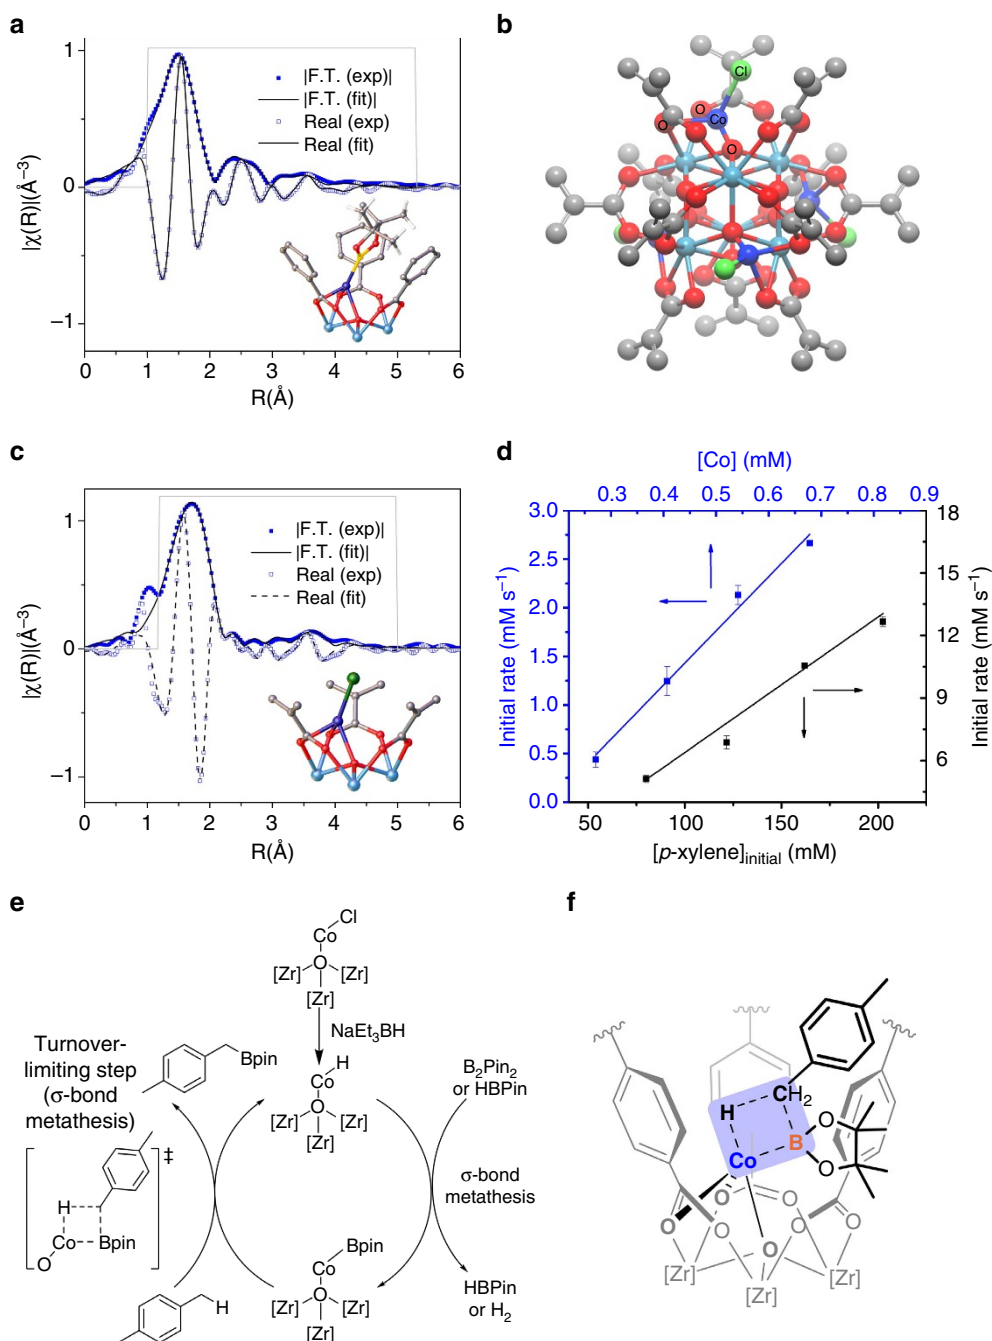 a
1
0
−1
|χ(R)|(Å⁻³)
|F.T. (exp)|
|F.T. (fit)|
Real (exp)
Real (fit)
0 1 2 3 4 5 6
R(Å)
b
Cl
O
O
Co
O
c
1
0
−1
|χ(R)|(Å⁻³)
|F.T. (exp)|
|F.T. (fit)|
Real (exp)
Real (fit)
0 1 2 3 4 5 6
R(Å)
d
[Co] (mM)
0.3 0.4 0.5 0.6 0.7 0.8 0.9
3.0
2.5
2.0
1.5
1.0
0.5
0.0
Initial rate (mM s⁻¹)
18
15
12
9
6
Initial rate (mM s⁻¹)
50 100 150 200
[p-xylene]initial (mM)
e
Cl
Co
O
[Zr] [Zr]
[Zr]
NaEt₃BH
H
Co
O
[Zr] [Zr]
[Zr]
Turnover-
limiting step
(σ-bond
metathesis)
Bpin
B₂Pin₂
or HBPin
σ-bond
metathesis
HBPin
or H₂
‡
H
Co
Bpin
O
H
Bpin
Co
O
[Zr] [Zr]
[Zr]
f
H
CH₂
Co
B
O
O
O
O
O
O
O
O
[Zr]
[Zr]
[Zr]